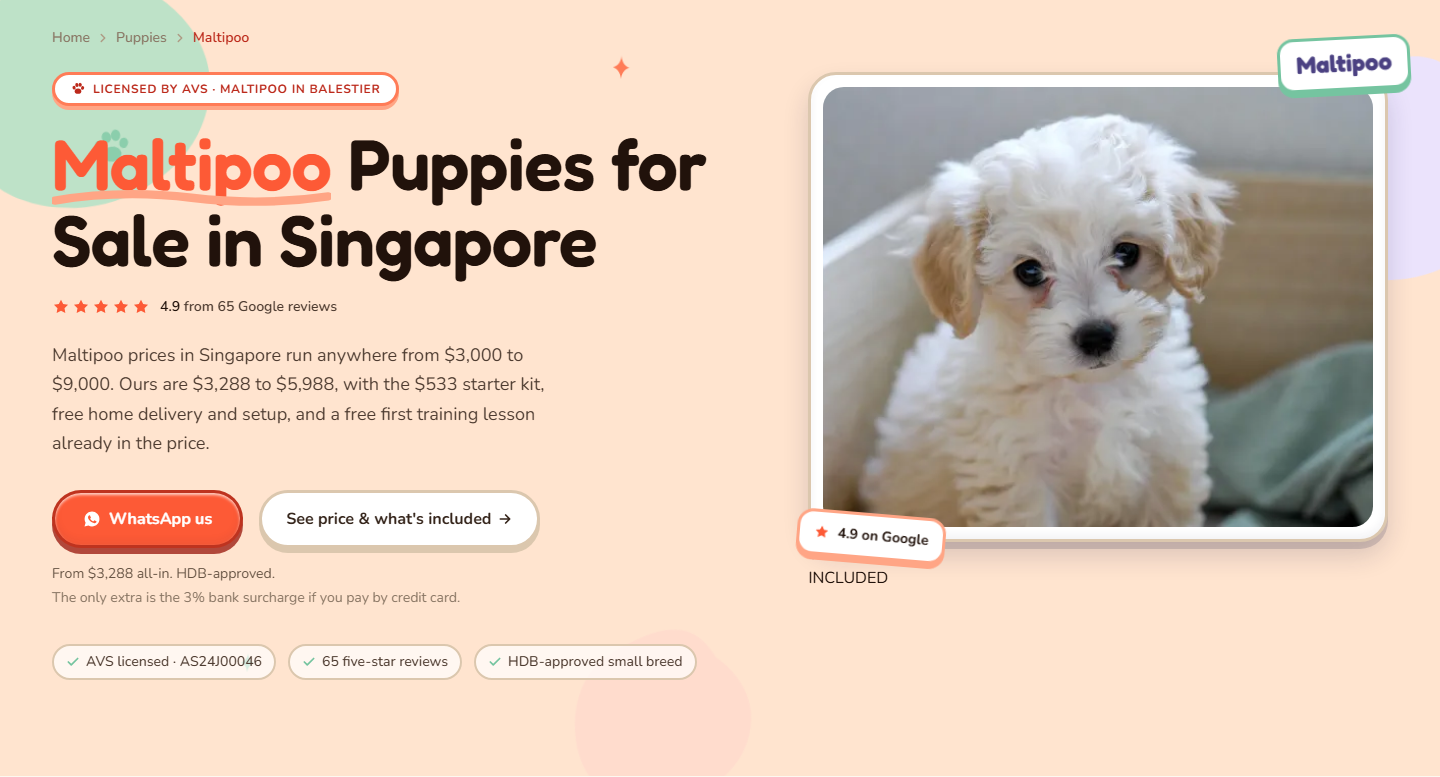 Home > Puppies > Maltipoo
LICENSED BY AVS · MALTIPOO IN BALESTIER
Maltipoo Puppies for
Sale in Singapore
4.9 from 65 Google reviews
Maltipoo prices in Singapore run anywhere from $3,000 to
$9,000. Ours are $3,288 to $5,988, with the $533 starter kit,
free home delivery and setup, and a free first training lesson
already in the price.
WhatsApp us
See price & what's included →
From $3,288 all-in. HDB-approved.
The only extra is the 3% bank surcharge if you pay by credit card.
AVS licensed · AS24J00046
65 five-star reviews
HDB-approved small breed
Maltipoo
4.9 on Google
INCLUDED